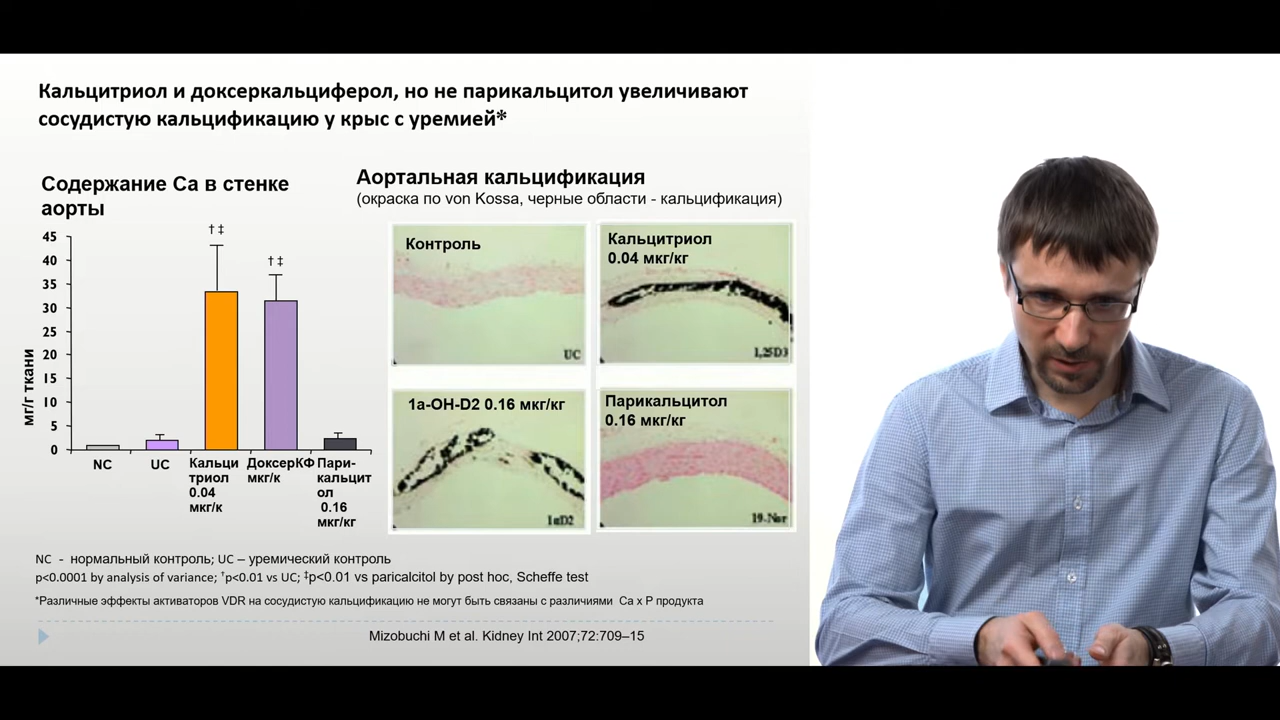 Кальцитриол и доксеркальциферол, но не парикальцитол увеличивают
сосудистую кальцификацию у крыс с уремией*
Содержание Ca в стенке
аорты
мг/г ткани
45
40
35
30
25
20
15
10
5
0
† ‡
† ‡
NC
UC
Кальци
триол
0.04
мкг/к
ДоксерКФ
мкг/к
Пари-
кальцит
ол
0.16
мкг/кг
Аортальная кальцификация
(окраска по von Kossa, черные области - кальцификация)
Контроль
UC
Кальцитриол
0.04 мкг/кг
1,25D3
1a-OH-D2 0.16 мкг/кг
1αD2
Парикальцитол
0.16 мкг/кг
19-Nor
NC - нормальный контроль; UC – уремический контроль
p<0.0001 by analysis of variance; †p<0.01 vs UC; ‡p<0.01 vs paricalcitol by post hoc, Scheffe test
*Различные эффекты активаторов VDR на сосудистую кальцификацию не могут быть связаны с различиями Ca x P продукта
Mizobuchi M et al. Kidney Int 2007;72:709–15